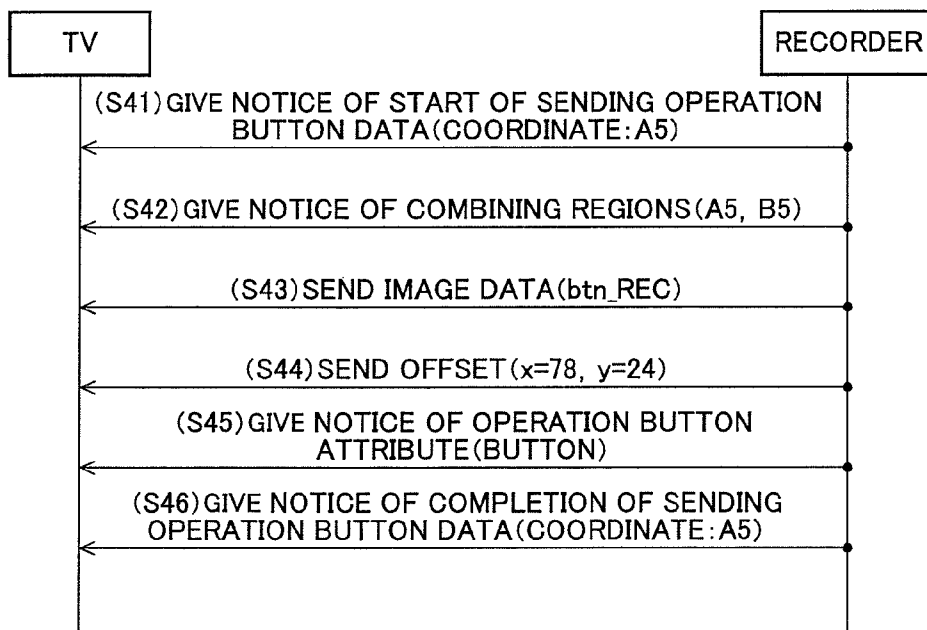 TV
RECORDER
(S41)GIVE NOTICE OF START OF SENDING OPERATION
BUTTON DATA(COORDINATE:A5)
(S42)GIVE NOTICE OF COMBINING REGIONS(A5, B5)
(S43)SEND IMAGE DATA(btn_REC)
(S44)SEND OFFSET(x=78, y=24)
(S45)GIVE NOTICE OF OPERATION BUTTON
ATTRIBUTE(BUTTON)
(S46)GIVE NOTICE OF COMPLETION OF SENDING
OPERATION BUTTON DATA(COORDINATE:A5)